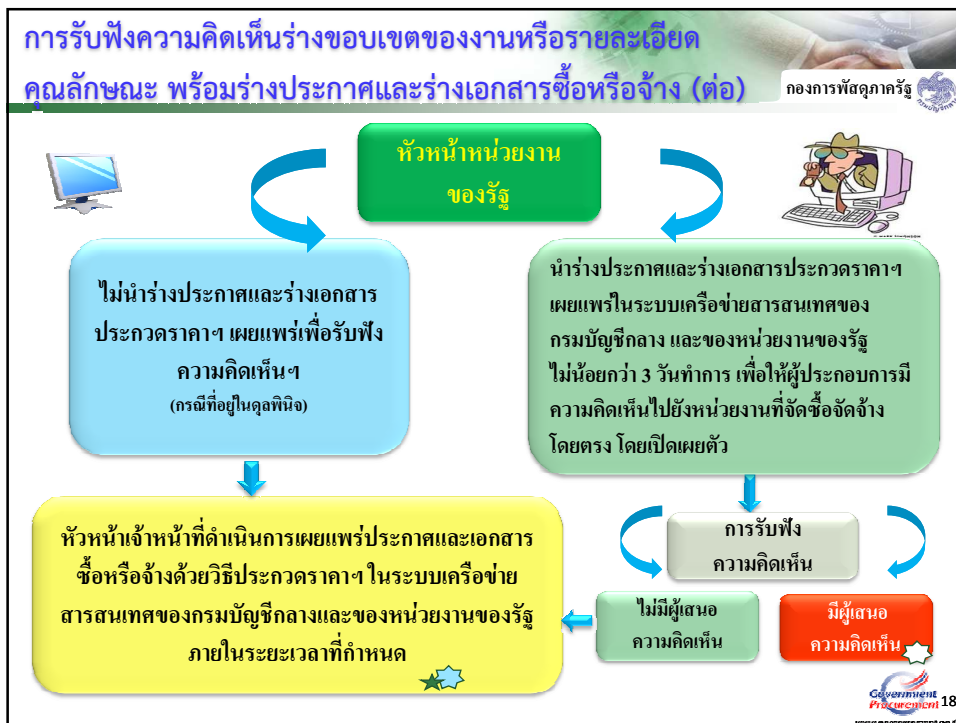 การรับฟังความคิดเห็นร่างขอบเขตของงานหรือรายละเอียด
คุณลักษณะ พร้อมร่างประกาศและร่างเอกสารซื้อหรือจ้าง (ต่อ)
กองการพัสดุภาครัฐ
หัวหน้าหน่วยงาน
ของรัฐ
ไม่นำร่างประกาศและร่างเอกสาร
ประกวดราคาฯ เผยแพร่เพื่อรับฟัง
ความคิดเห็นฯ
(กรณีที่อยู่ในดุลพินิจ)
นำร่างประกาศและร่างเอกสารประกวดราคาฯ
เผยแพร่ในระบบเครือข่ายสารสนเทศของ
กรมบัญชีกลาง และของหน่วยงานของรัฐ
ไม่น้อยกว่า 3 วันทำการ เพื่อให้ผู้ประกอบการมี
ความคิดเห็นไปยังหน่วยงานที่จัดซื้อจัดจ้าง
โดยตรง โดยเปิดเผยตัว
การรับฟัง
ความคิดเห็น
ไม่มีผู้เสนอ
ความคิดเห็น
มีผู้เสนอ
ความคิดเห็น
หัวหน้าเจ้าหน้าที่ดำเนินการเผยแพร่ประกาศและเอกสาร
ซื้อหรือจ้างด้วยวิธีประกวดราคาฯ ในระบบเครือข่าย
สารสนเทศของกรมบัญชีกลางและของหน่วยงานของรัฐ
ภายในระยะเวลาที่กำหนด
Government
Procurement
18